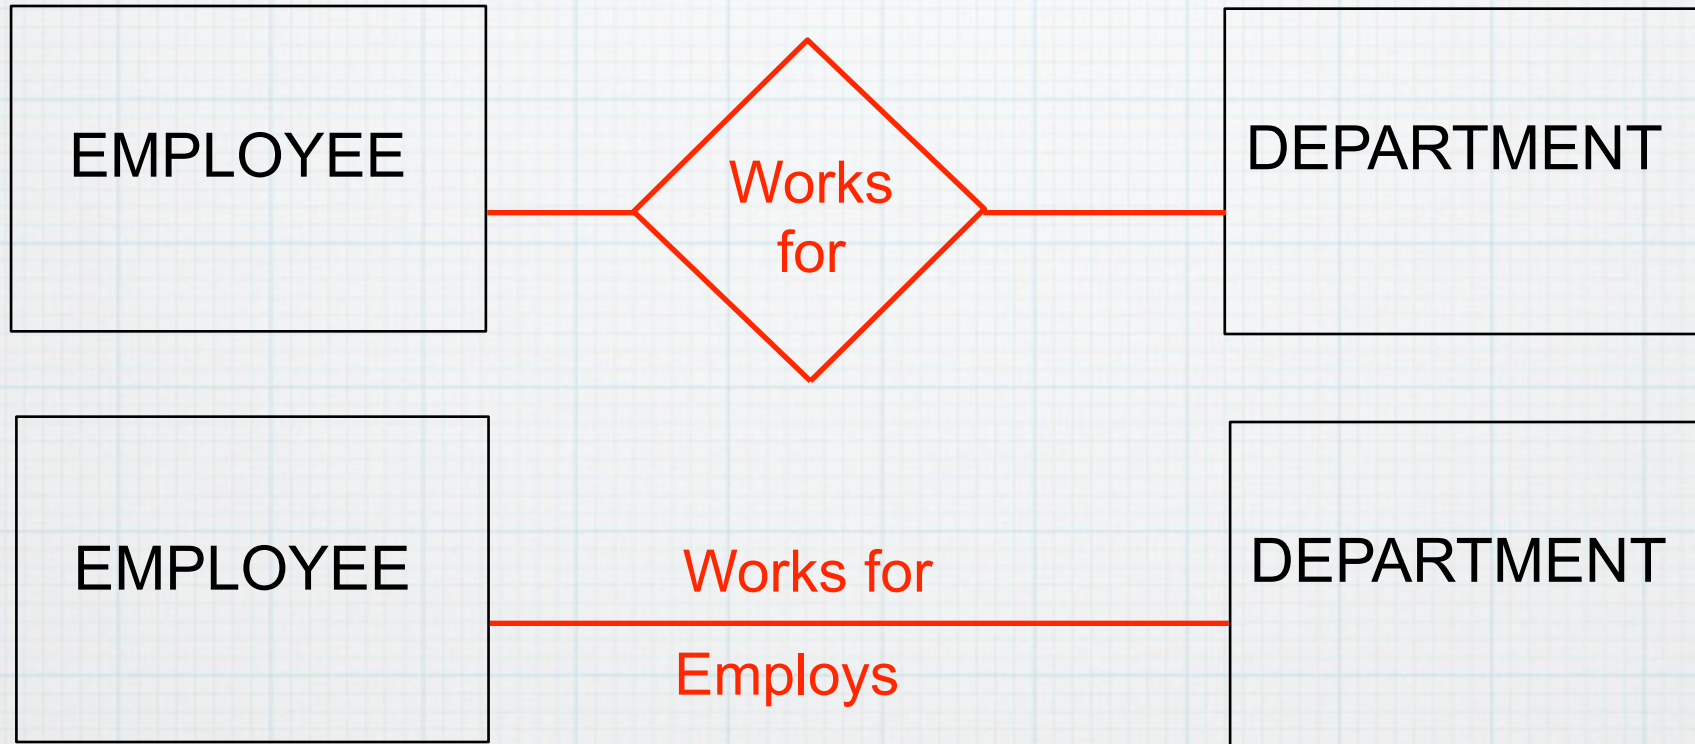 EMPLOYEE
Works
for
DEPARTMENT
EMPLOYEE
Works for
Employs
DEPARTMENT